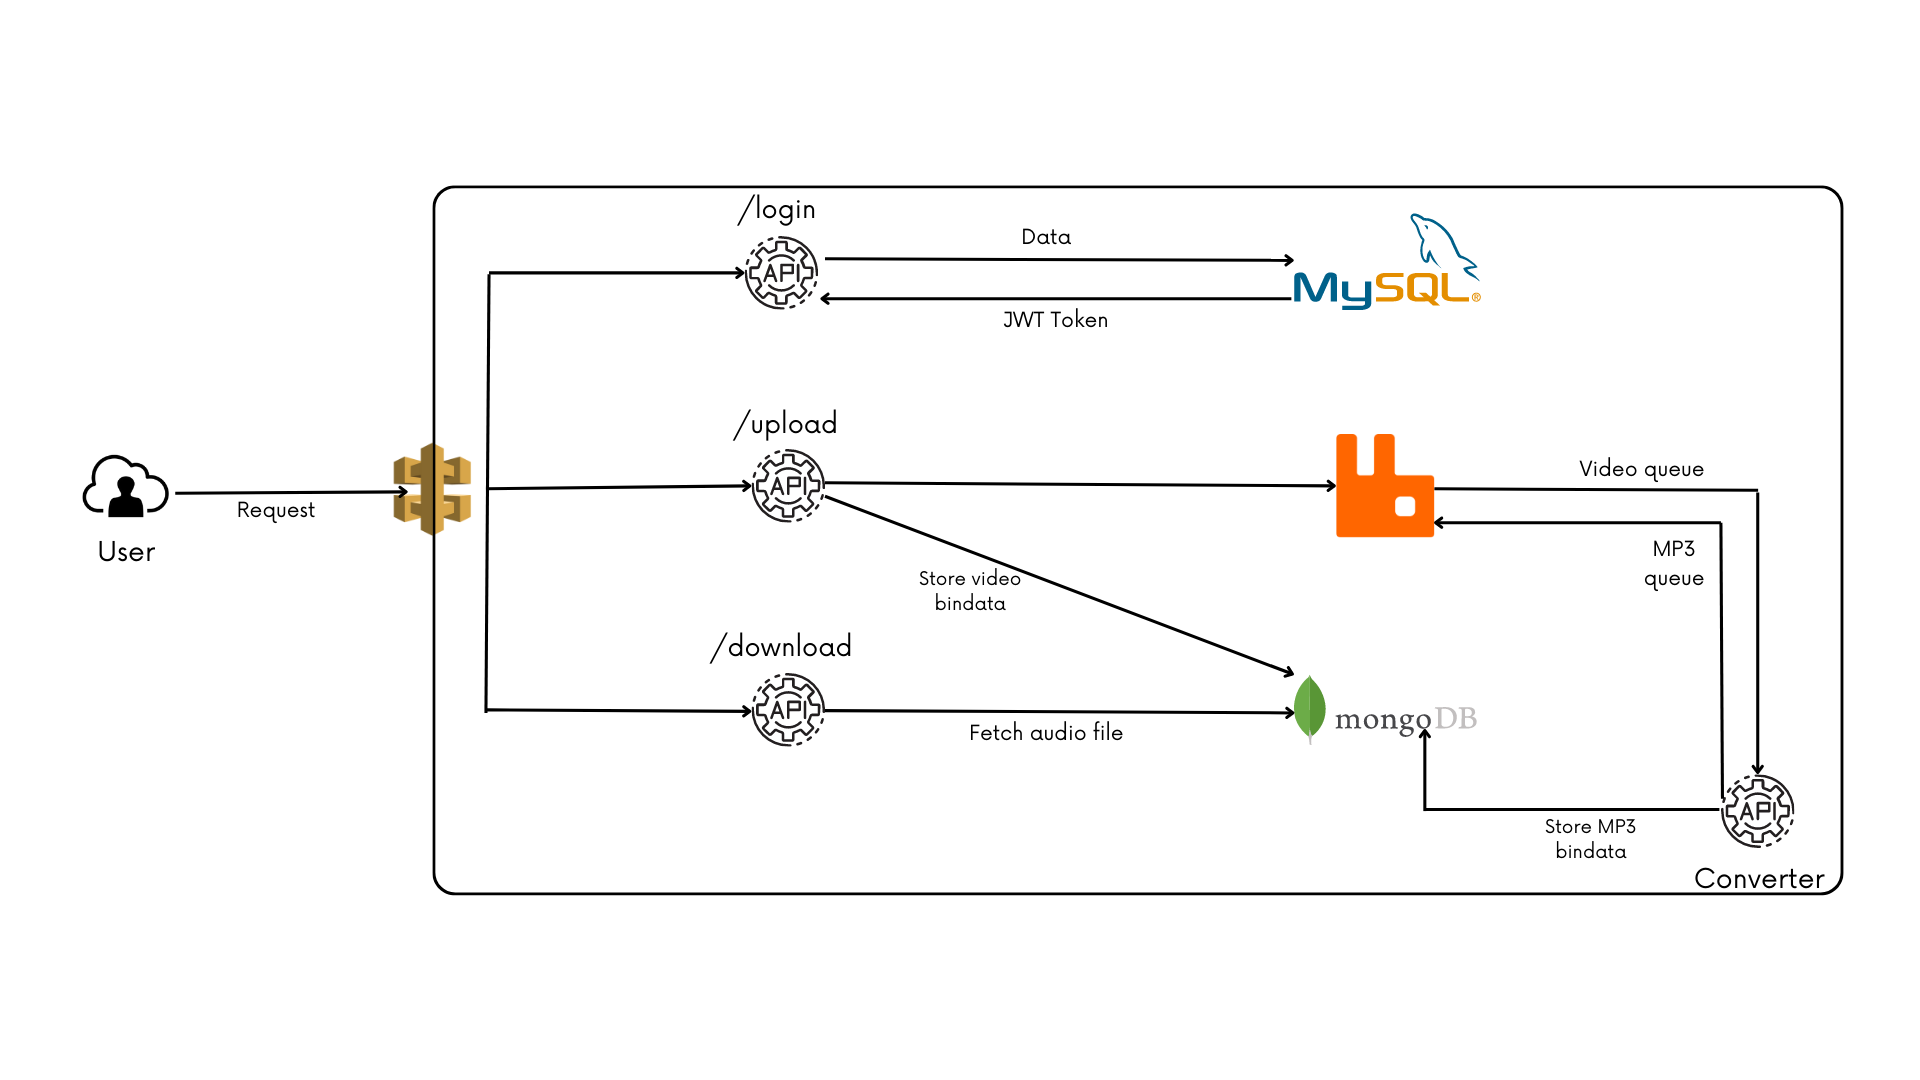 /login
API
Data
MySQL®
JWT Token
/upload
API
Video queue
Request
User
MP3
queue
Store video
bindata
/download
API
Fetch audio file
mongoDB
API
Store MP3
bindata
Converter